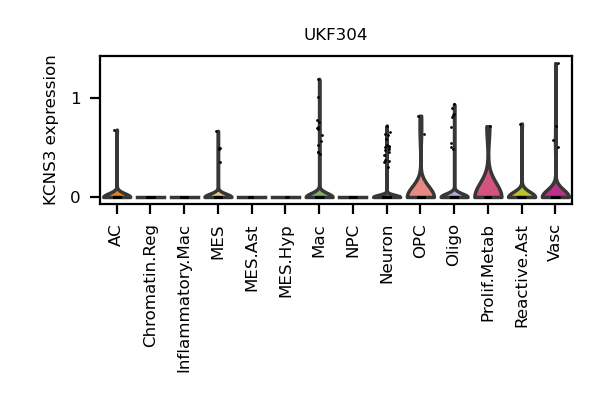 UKF304
KCNS3 expression
1
0
AC
Chromatin.Reg
Inflammatory.Mac
MES
MES.Ast
MES.Hyp
Mac
NPC
Neuron
OPC
Oligo
Prolif.Metab
Reactive.Ast
Vasc